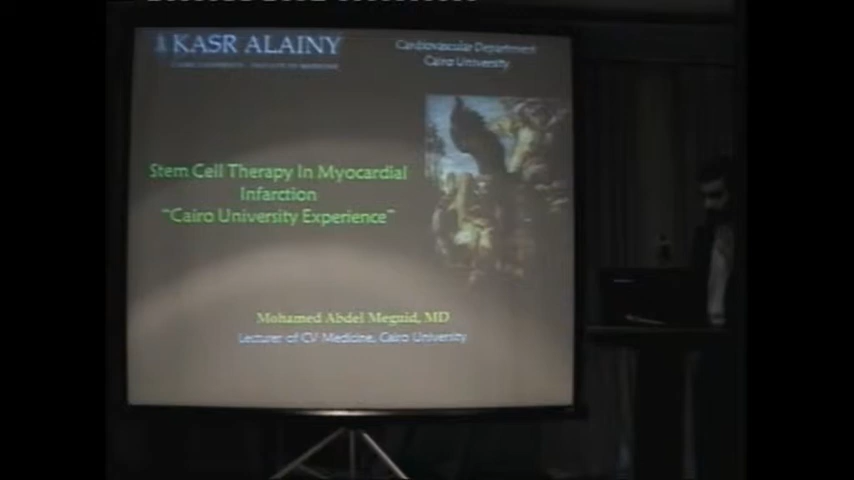 KASR ALAINY
Cardiovascular Department
Cairo University
Stem Cell Therapy In Myocardial
Infarction
"Cairo University Experience"
Mohamed Abdel Meguid, MD
Lecturer of CV Medicine, Cairo University